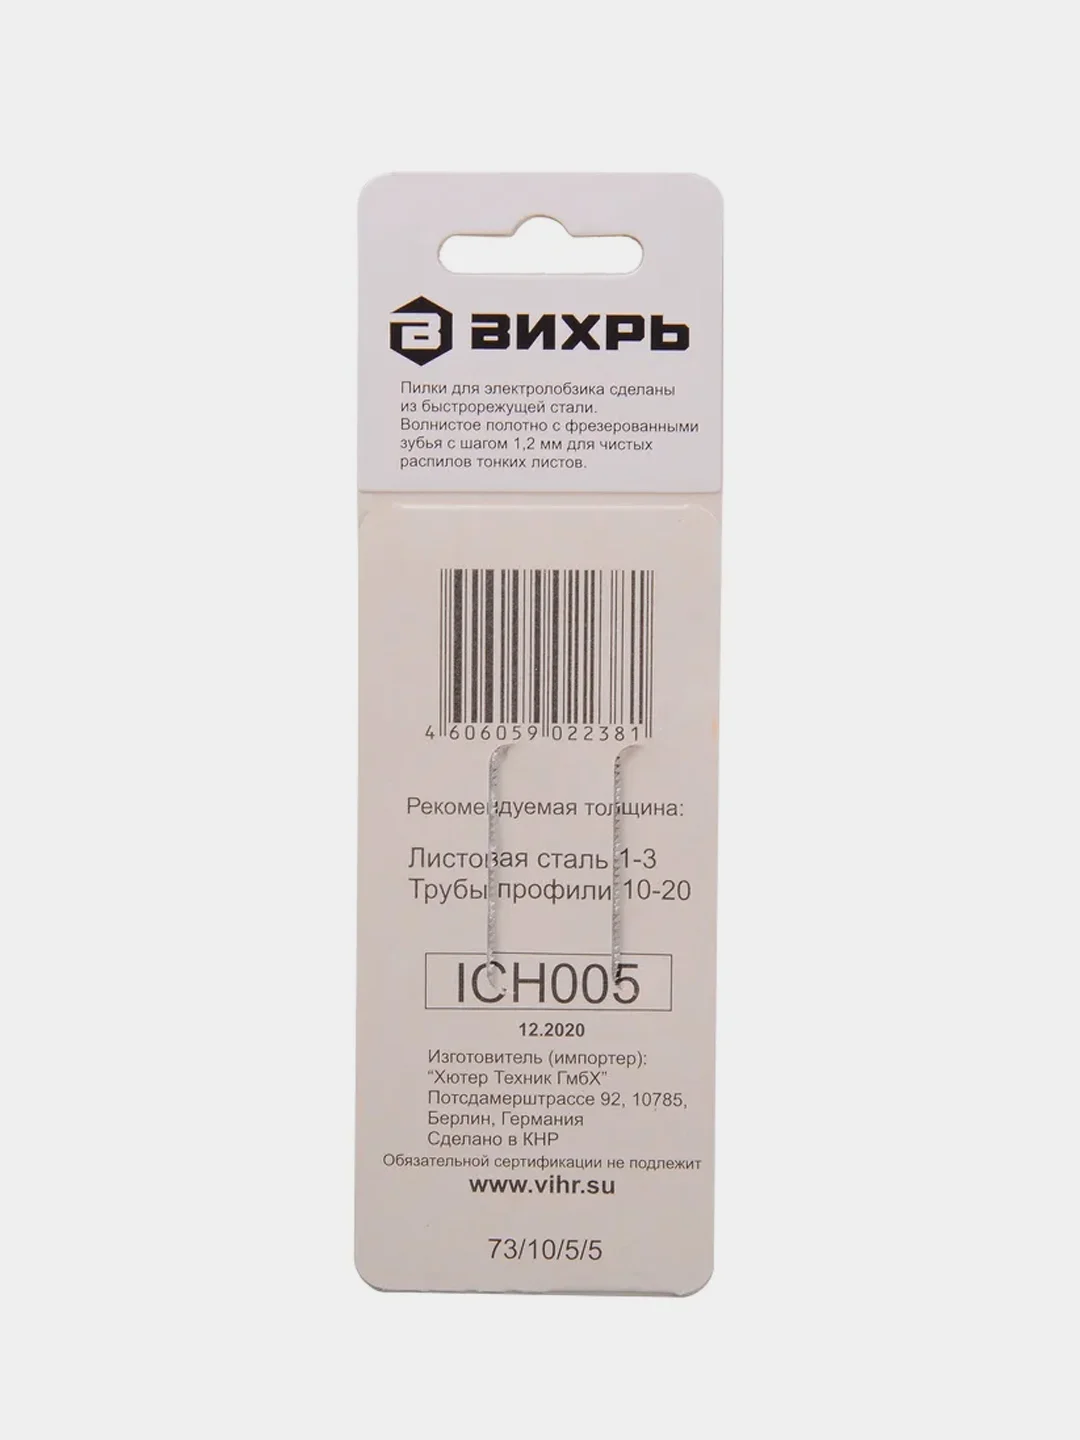 В ВИХРЬ
Пилки для электролобзика сделаны
из быстрорежущей стали.
Волнистое полотно с фрезерованными
зубья с шагом 1,2 мм для чистых
распилов тонких листов.
4 606059 022381
Рекомендуемая толщина:
Листовая сталь 1-3
Трубы профили 10-20
ICH005
12.2020
Изготовитель (импортер):
“Хютер Техник ГмбХ”
Потсдамерштрассе 92, 10785,
Берлин, Германия
Сделано в КНР
Обязательной сертификации не подлежит
www.vihr.su
73/10/5/5